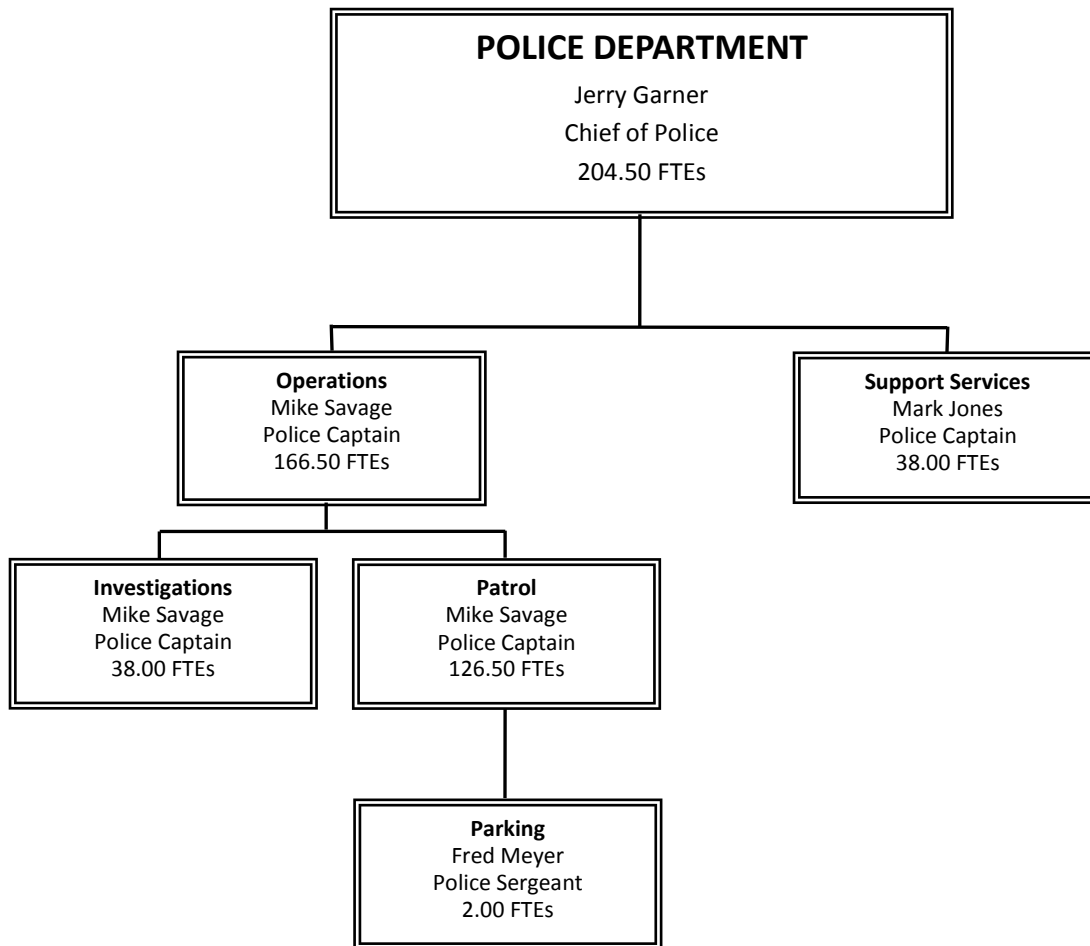 POLICE DEPARTMENT
Jerry Garner
Chief of Police
204.50 FTEs
Operations
Mike Savage
Police Captain
166.50 FTEs
Support Services
Mark Jones
Police Captain
38.00 FTEs
Investigations
Mike Savage
Police Captain
38.00 FTEs
Patrol
Mike Savage
Police Captain
126.50 FTEs
Parking
Fred Meyer
Police Sergeant
2.00 FTEs